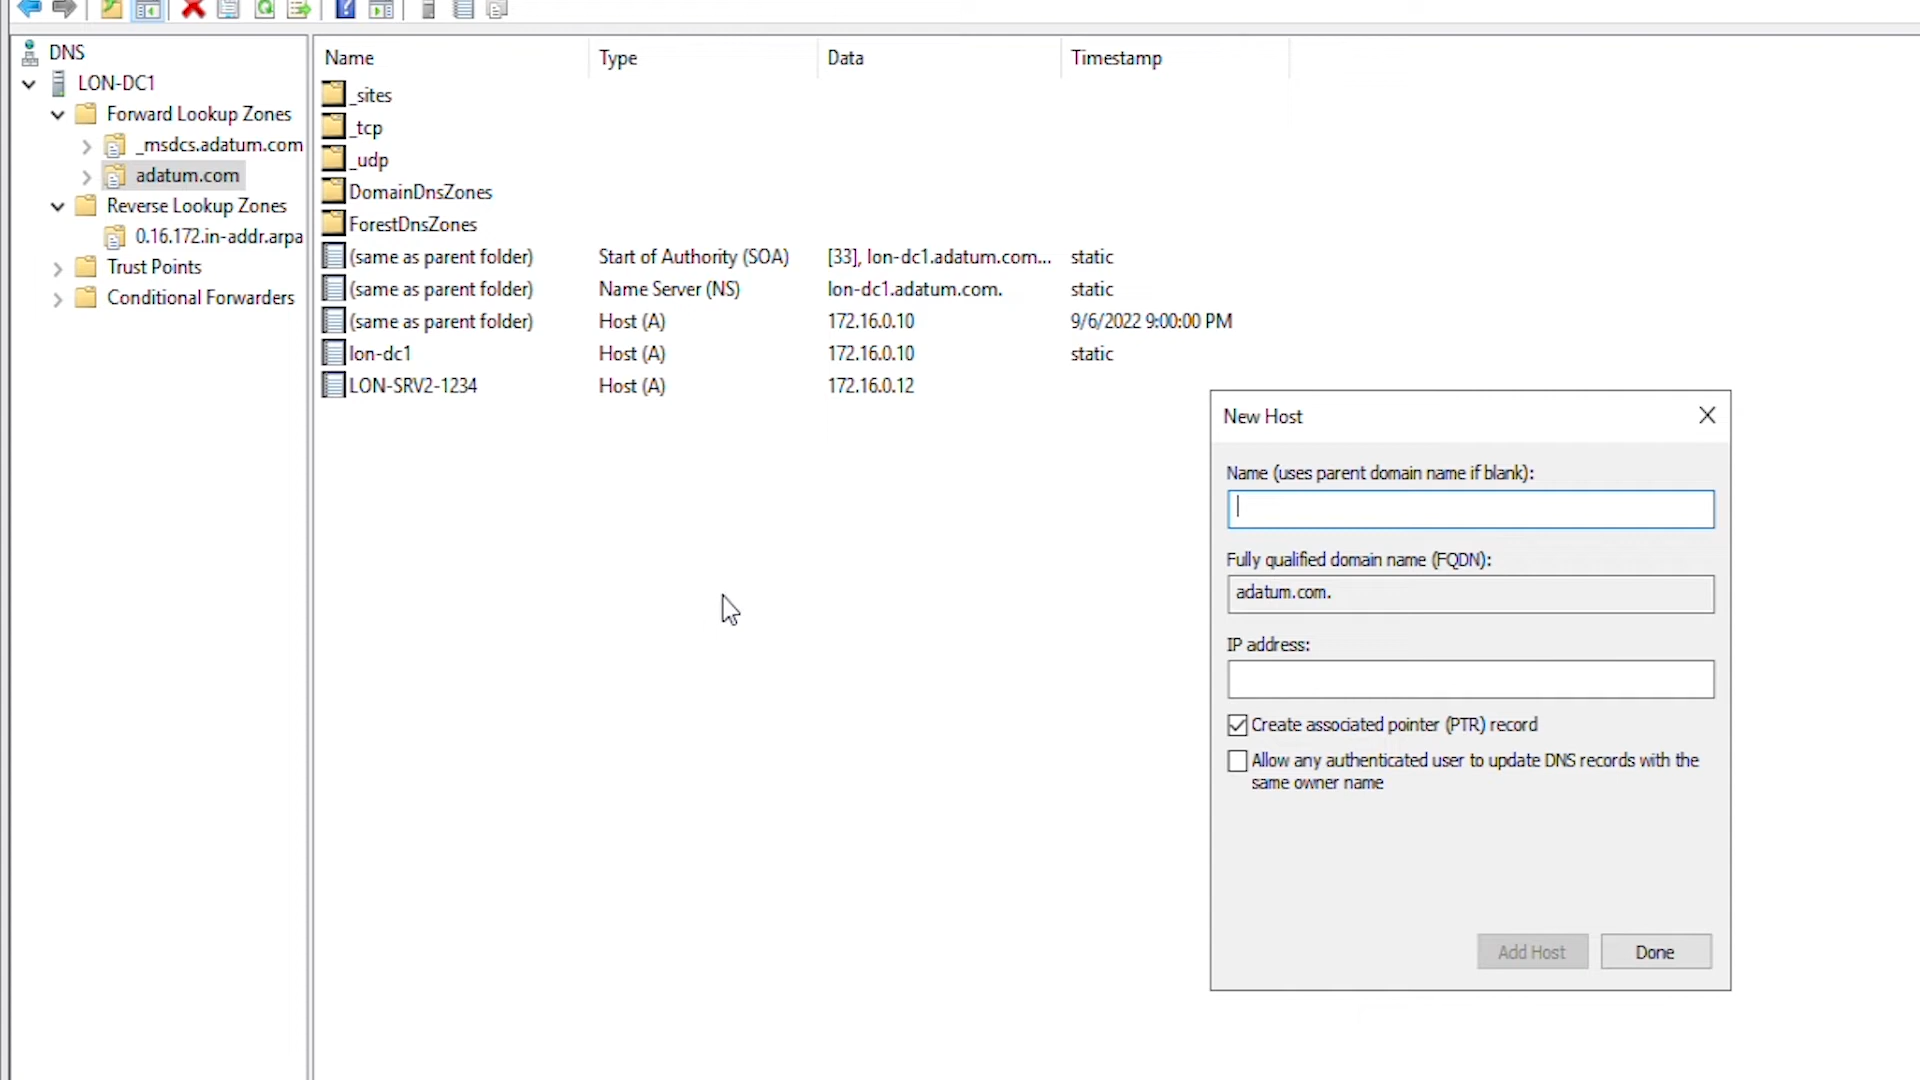 DNS
LON-DC1
Forward Lookup Zones
_msdcs.adatum.com
adatum.com
Reverse Lookup Zones
0.16.172.in-addr.arpa
Trust Points
Conditional Forwarders
Name Type Data Timestamp
_sites
_tcp
_udp
DomainDnsZones
ForestDnsZones
(same as parent folder) Start of Authority (SOA) [33], lon-dc1.adatum.com... static
(same as parent folder) Name Server (NS) lon-dc1.adatum.com. static
(same as parent folder) Host (A) 172.16.0.10 9/6/2022 9:00:00 PM
lon-dc1 Host (A) 172.16.0.10 static
LON-SRV2-1234 Host (A) 172.16.0.12
New Host
Name (uses parent domain name if blank):
Fully qualified domain name (FQDN):
adatum.com.
IP address:
Create associated pointer (PTR) record
Allow any authenticated user to update DNS records with the
same owner name
Add Host Done